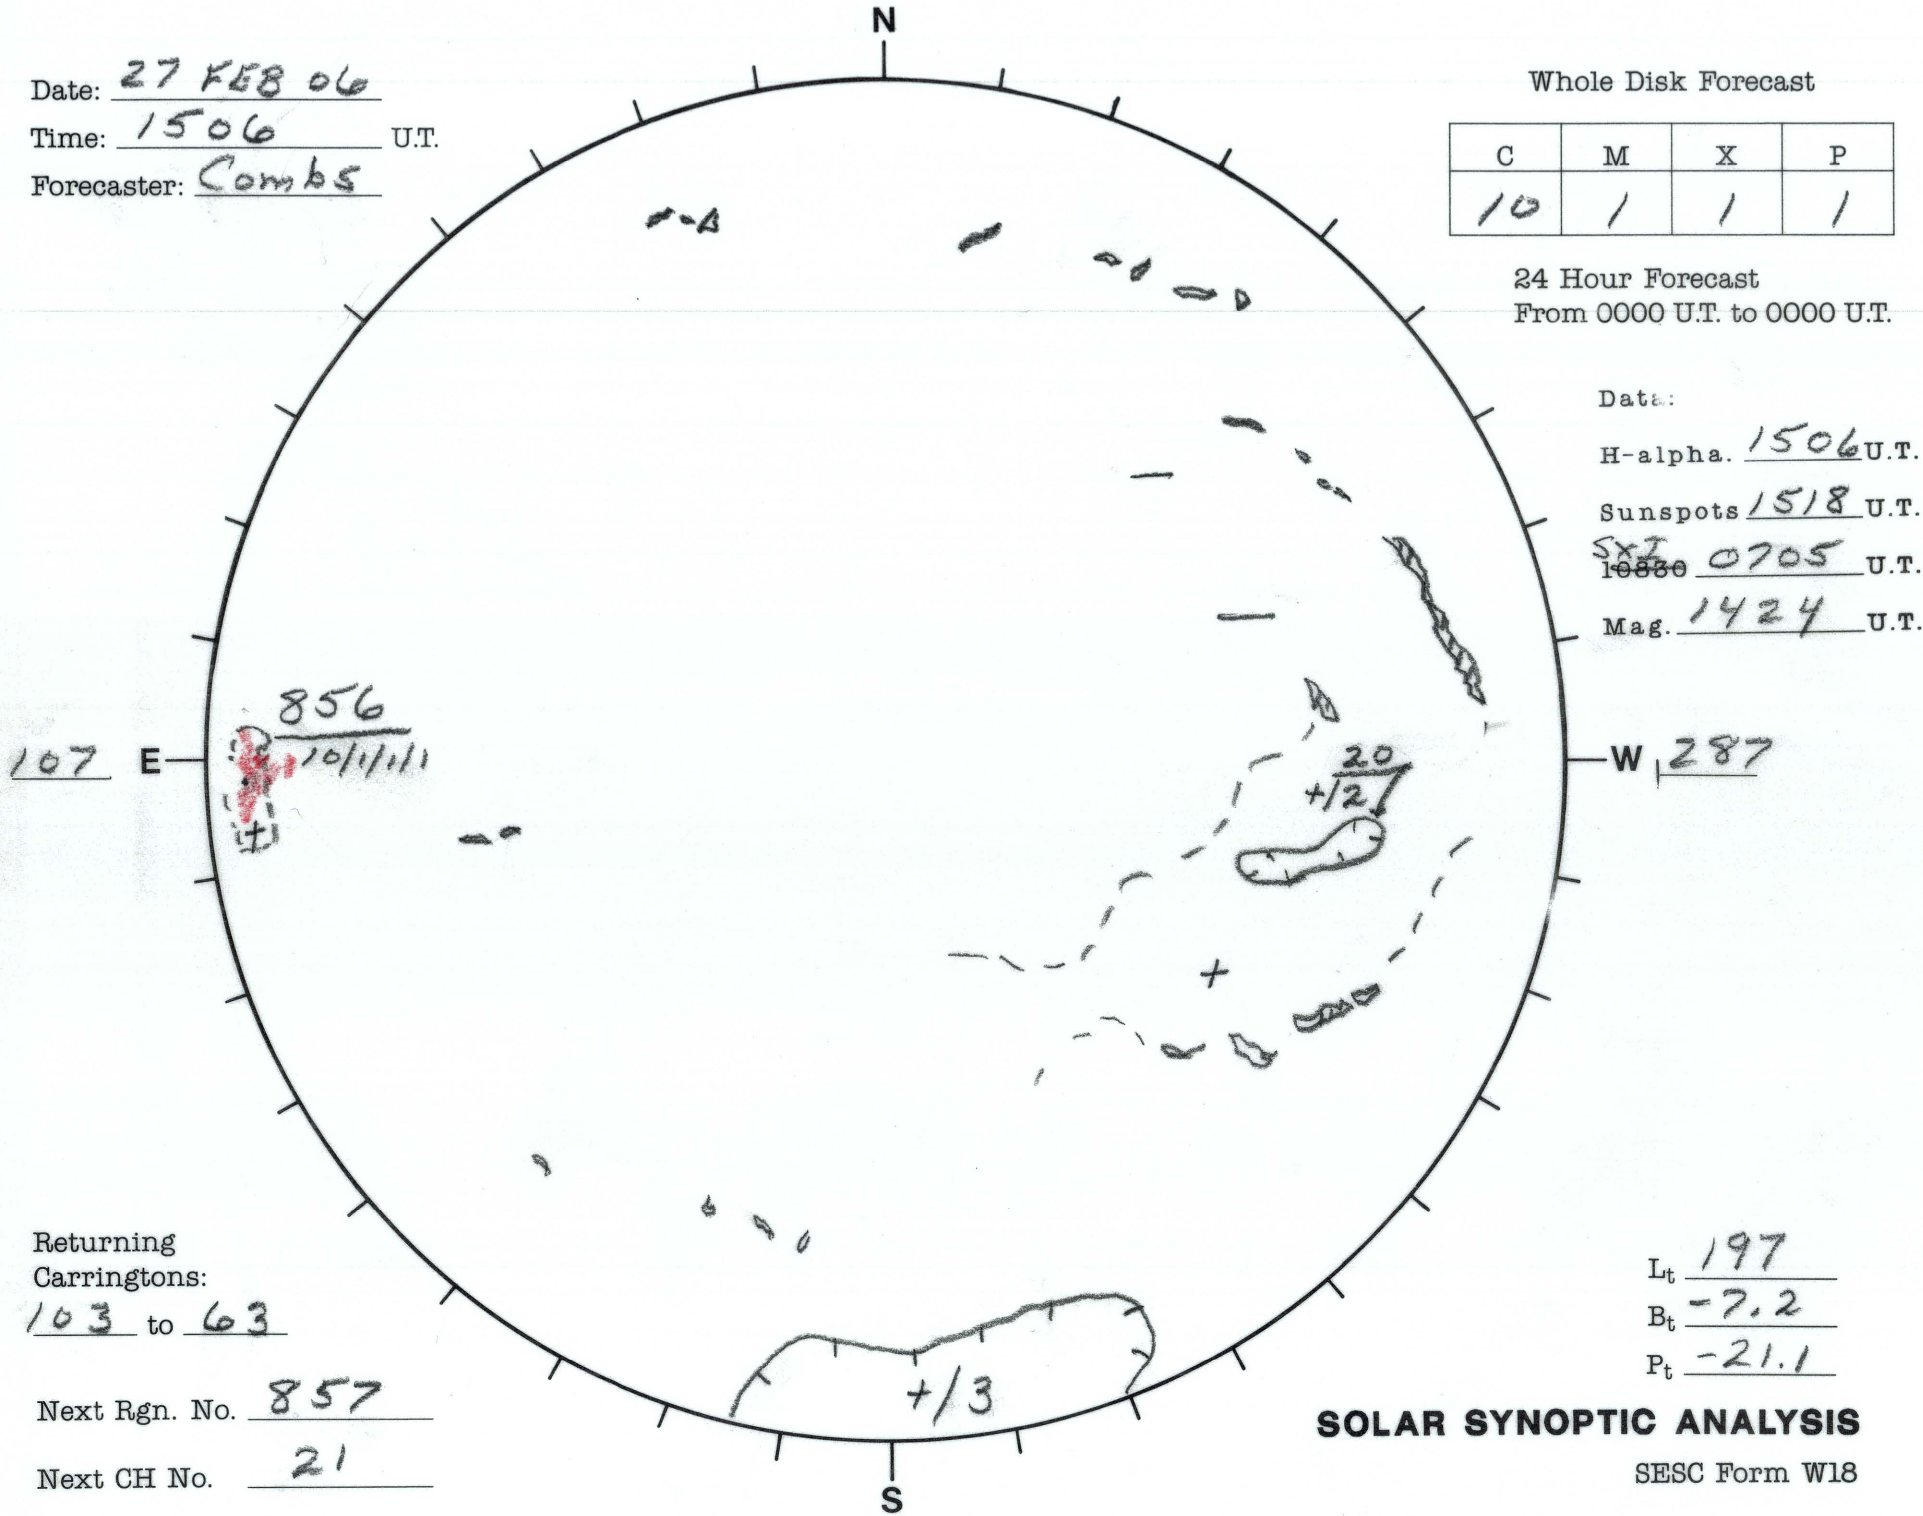 N
Date: 27 FEB 06
Time: 1506 U.T.
Forecaster: Combs
Whole Disk Forecast
C M X P
10 1 1 1
24 Hour Forecast
From 0000 U.T. to 0000 U.T.
Data:
H-alpha. 1506 U.T.
Sunspots 1518 U.T.
SXI
10830 0705 U.T.
Mag. 1424 U.T.
856
10/1/1/1
107 E
W 287
20
+/2
+
+
+/3
Returning
Carringtons:
103 to 63
Next Rgn. No. 857
Next CH No. 21
Lt 197
Bt -7.2
Pt -21.1
SOLAR SYNOPTIC ANALYSIS
SESC Form W18
S